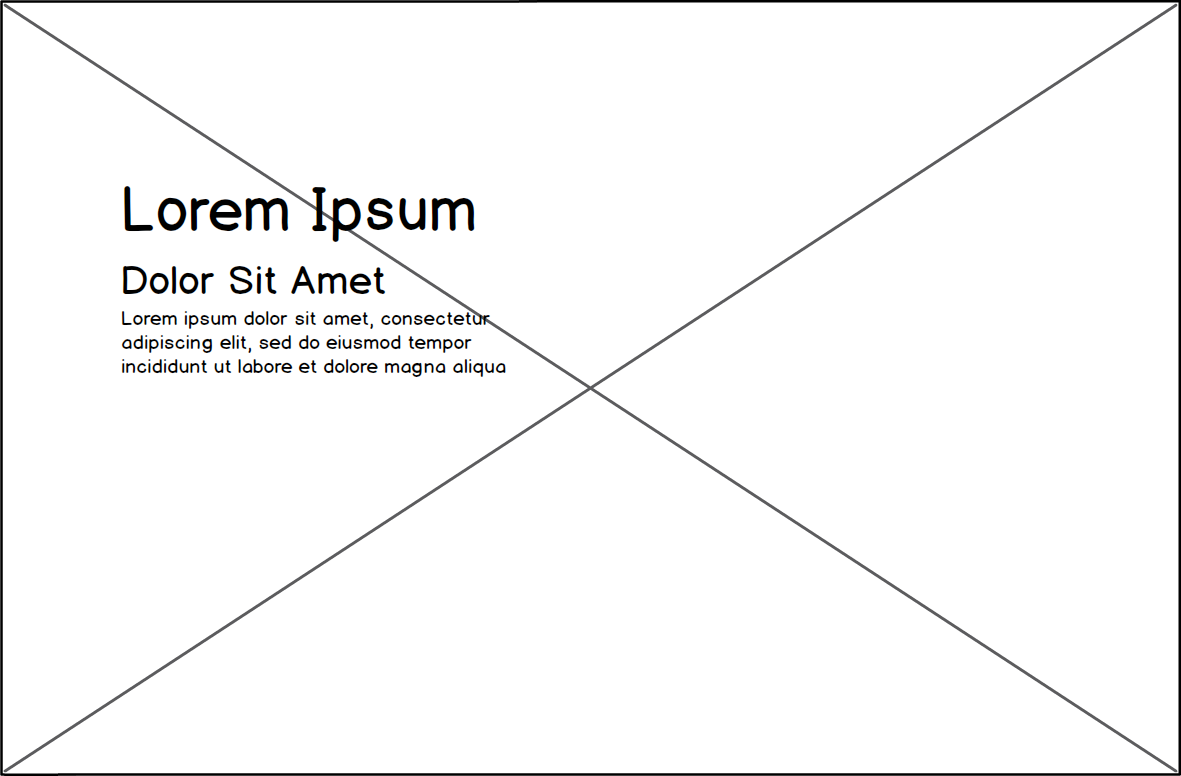 Lorem Ipsum
Dolor Sit Amet
Lorem ipsum dolor sit amet, consectetur
adipiscing elit, sed do eiusmod tempor
incididunt ut labore et dolore magna aliqua